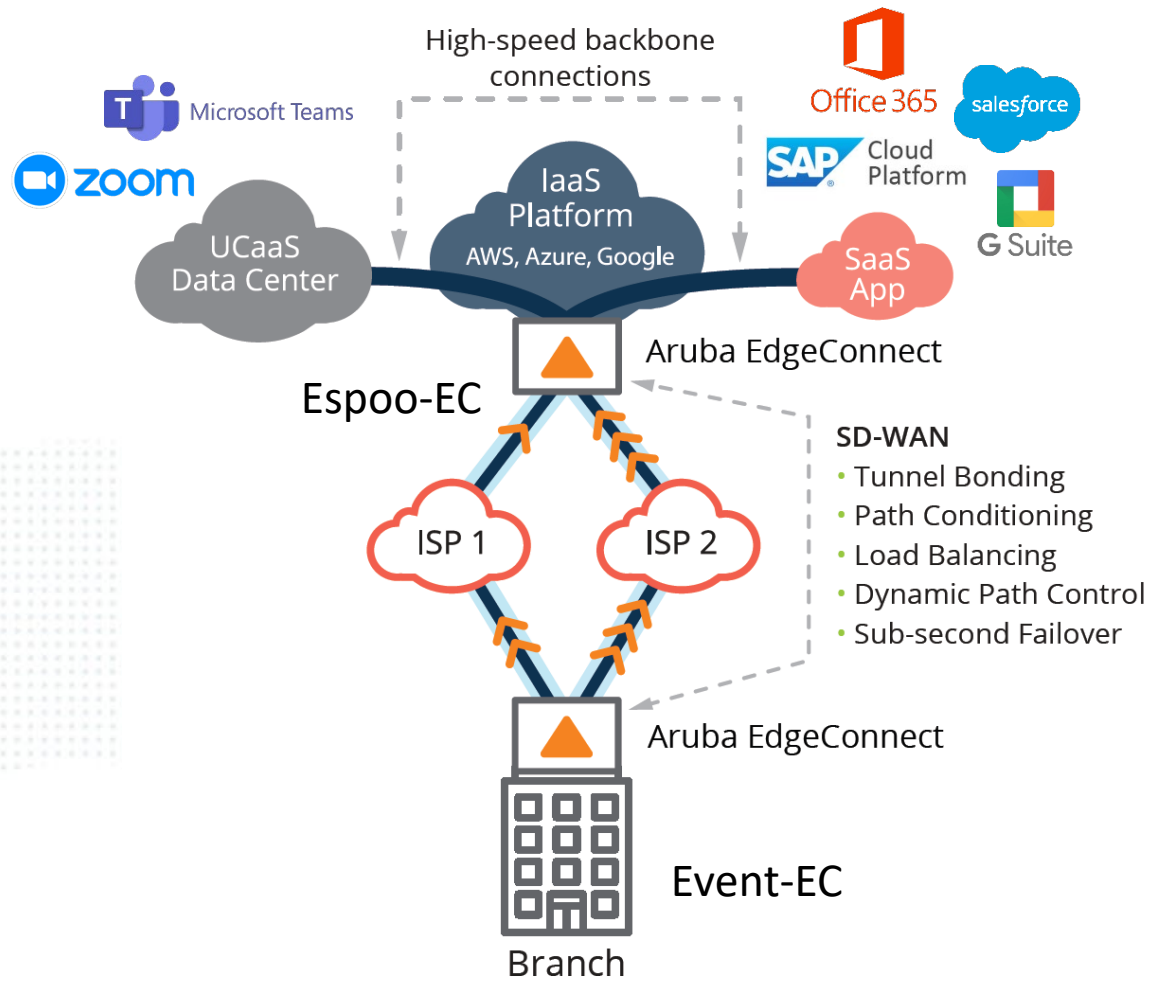 High-speed backbone
connections
T
Microsoft Teams
zoom
Office 365
salesforce
SAP
®
Cloud
Platform
G Suite
UCaaS
Data Center
IaaS
Platform
AWS, Azure, Google
SaaS
App
Aruba EdgeConnect
Espoo-EC
SD-WAN
• Tunnel Bonding
• Path Conditioning
• Load Balancing
• Dynamic Path Control
• Sub-second Failover
ISP 1
ISP 2
Aruba EdgeConnect
Event-EC
Branch